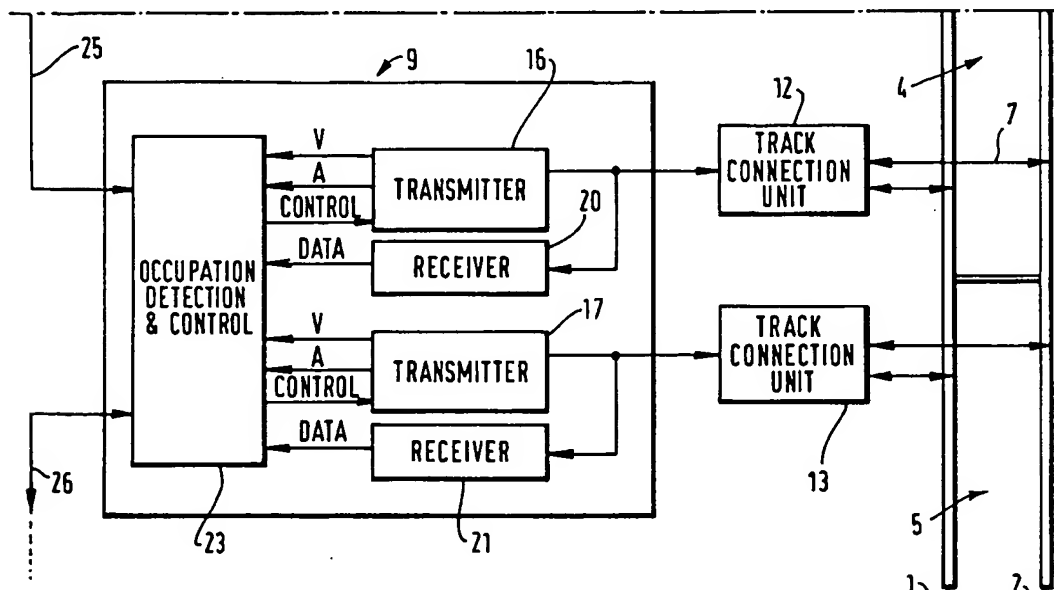 25
9
16
12
4
7
V
A
CONTROL
TRANSMITTER
TRACK
CONNECTION
UNIT
20
DATA
RECEIVER
OCCUPATION
DETECTION
& CONTROL
17
V
A
CONTROL
TRANSMITTER
TRACK
CONNECTION
UNIT
DATA
RECEIVER
26
23
21
13
5
1
2